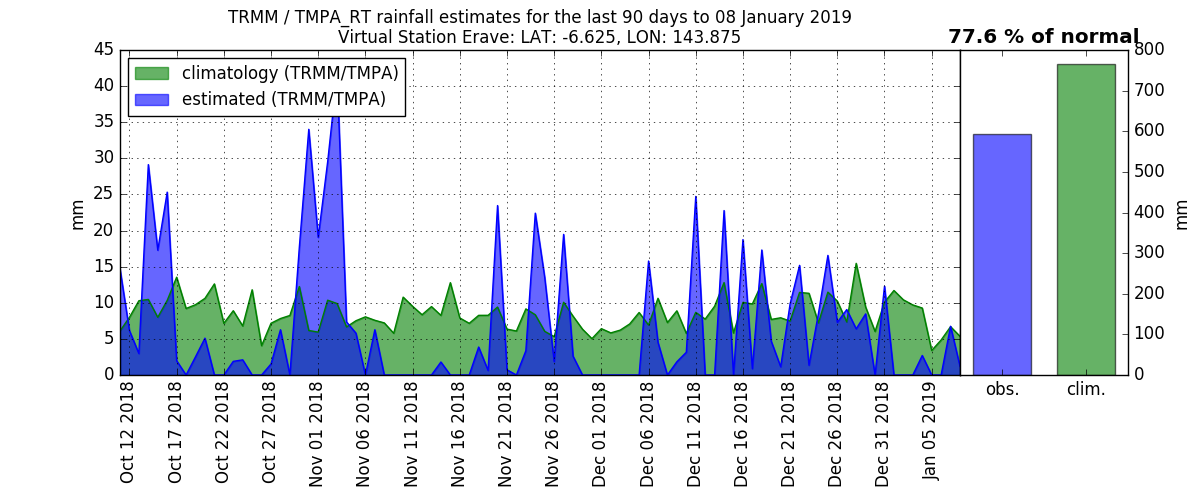 TRMM / TMPA_RT rainfall estimates for the last 90 days to 08 January 2019
Virtual Station Erave: LAT: -6.625, LON: 143.875
77.6 % of normal
climatology (TRMM/TMPA)
estimated (TRMM/TMPA)
45
40
35
30
25
20
15
10
5
0
mm
Oct 12 2018
Oct 17 2018
Oct 22 2018
Oct 27 2018
Nov 01 2018
Nov 06 2018
Nov 11 2018
Nov 16 2018
Nov 21 2018
Nov 26 2018
Dec 01 2018
Dec 06 2018
Dec 11 2018
Dec 16 2018
Dec 21 2018
Dec 26 2018
Dec 31 2018
Jan 05 2019
obs.
clim.
800
700
600
500
400
300
200
100
0
mm